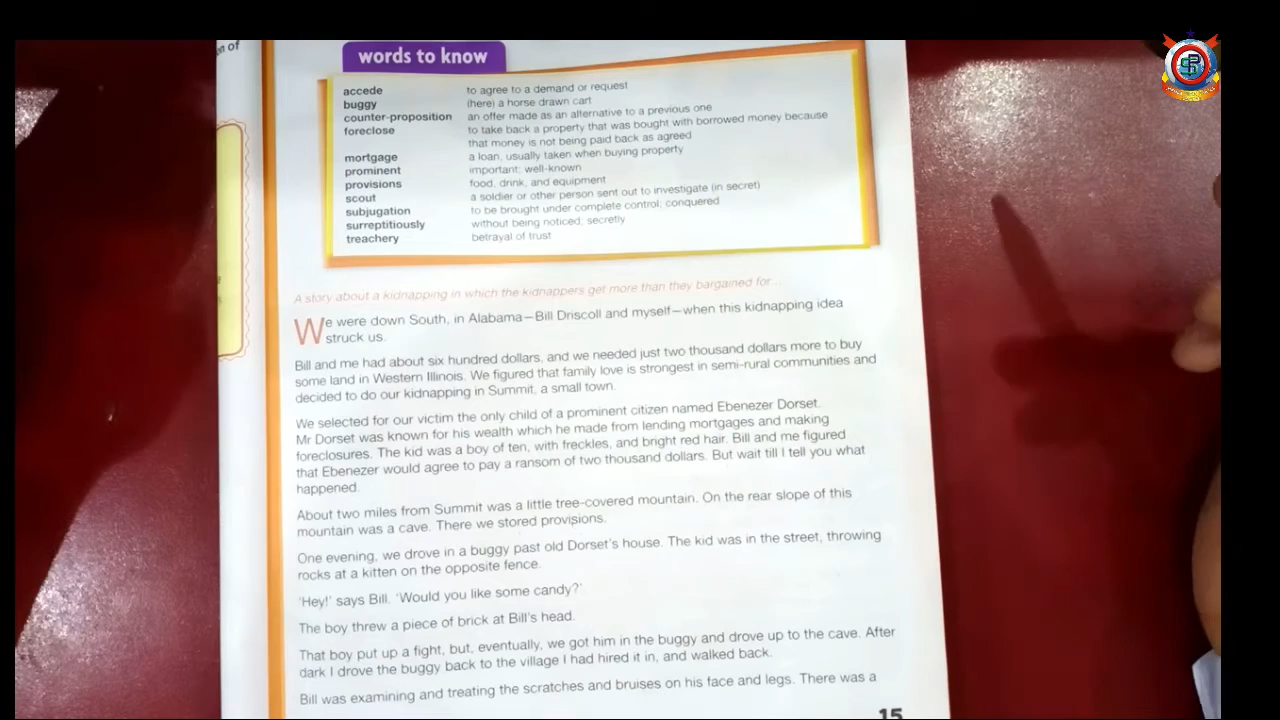 on of
words to know
accede to agree to a demand or request
buggy (here) a horse drawn cart
counter-proposition an offer made as an alternative to a previous one
foreclose to take back a property that was bought with borrowed money because
that money is not being paid back as agreed
mortgage a loan, usually taken when buying property
prominent important; well-known
provisions food, drink, and equipment
scout a soldier or other person sent out to investigate (in secret)
subjugation to be brought under complete control; conquered
surreptitiously without being noticed; secretly
treachery betrayal of trust
A story about a kidnapping in which the kidnappers get more than they bargained for ...
We were down South, in Alabama—Bill Driscoll and myself—when this kidnapping idea
struck us.
Bill and me had about six hundred dollars, and we needed just two thousand dollars more to buy
some land in Western Illinois. We figured that family love is strongest in semi-rural communities and
decided to do our kidnapping in Summit, a small town.
We selected for our victim the only child of a prominent citizen named Ebenezer Dorset.
Mr Dorset was known for his wealth which he made from lending mortgages and making
foreclosures. The kid was a boy of ten, with freckles, and bright red hair. Bill and me figured
that Ebenezer would agree to pay a ransom of two thousand dollars. But wait till I tell you what
happened.
About two miles from Summit was a little tree-covered mountain. On the rear slope of this
mountain was a cave. There we stored provisions.
One evening, we drove in a buggy past old Dorset's house. The kid was in the street, throwing
rocks at a kitten on the opposite fence.
'Hey!' says Bill. 'Would you like some candy?'
The boy threw a piece of brick at Bill's head.
That boy put up a fight, but, eventually, we got him in the buggy and drove up to the cave. After
dark I drove the buggy back to the village I had hired it in, and walked back.
Bill was examining and treating the scratches and bruises on his face and legs. There was a
15